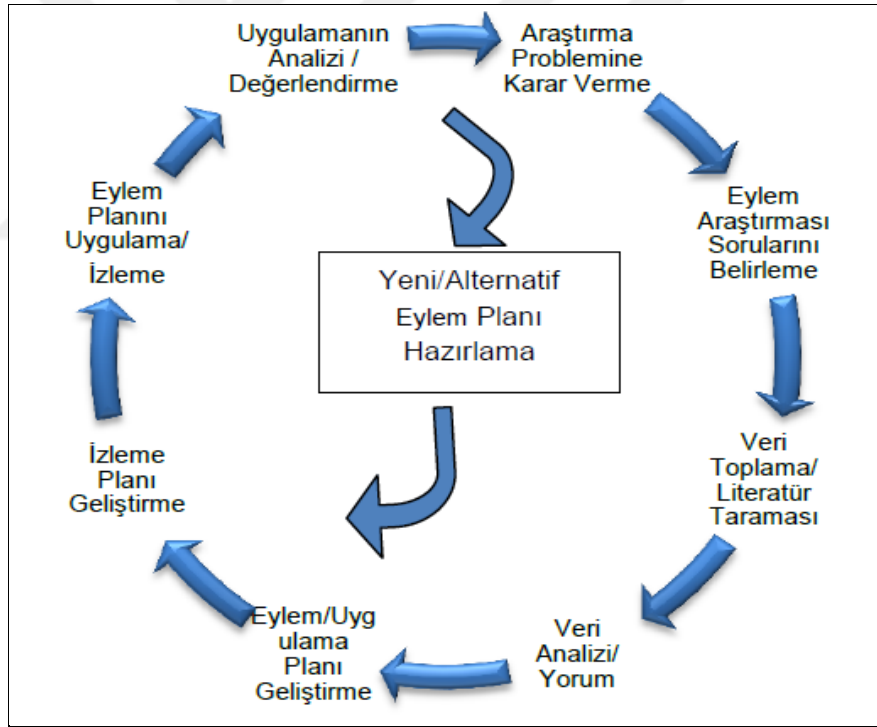 Uygulamanın
Analizi /
Değerlendirme
Araştırma
Problemine
Karar Verme
Eylem
Araştırması
Sorularını
Belirleme
Veri
Toplama/
Literatür
Taraması
Veri
Analizi/
Yorum
Eylem/Uyg
ulama
Planı
Geliştirme
İzleme
Planı
Geliştirme
Eylem
Planını
Uygulama/
İzleme
Yeni/Alternatif
Eylem Planı
Hazırlama